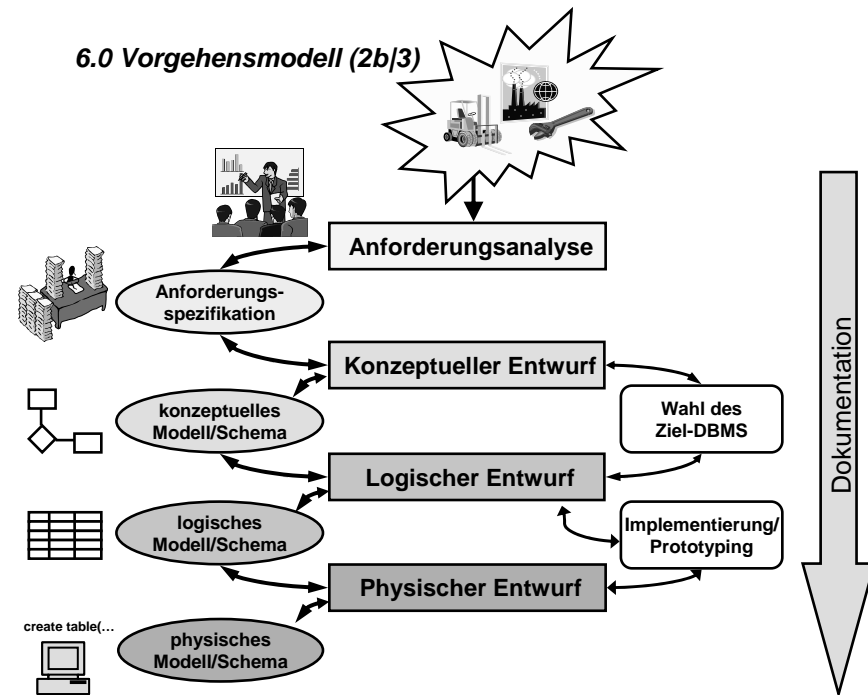 6.0 Vorgehensmodell (2b|3)
Anforderungsanalyse
Anforderungs-
spezifikation
Konzeptueller Entwurf
konzeptuelles
Modell/Schema
Wahl des
Ziel-DBMS
Logischer Entwurf
logisches
Modell/Schema
Implementierung/
Prototyping
Physischer Entwurf
create table(...
physisches
Modell/Schema
Dokumentation